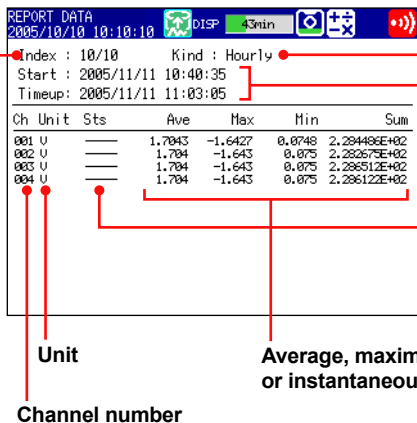 REPORT DATA
2005/10/10 10:10:10 DISP 43min
Index : 10/10 Kind : Hourly
Start : 2005/11/11 10:40:35
Timeup: 2005/11/11 11:03:05
Ch Unit Sts Ave Max Min Sum
001 V 1.7043 -1.6427 0.0748 2.284486E+02
002 V 1.704 -1.643 0.075 2.282675E+02
003 V 1.704 -1.643 0.075 2.286512E+02
004 V 1.704 -1.643 0.075 2.286122E+02
Unit
Average, maxim
or instantaneou
Channel number